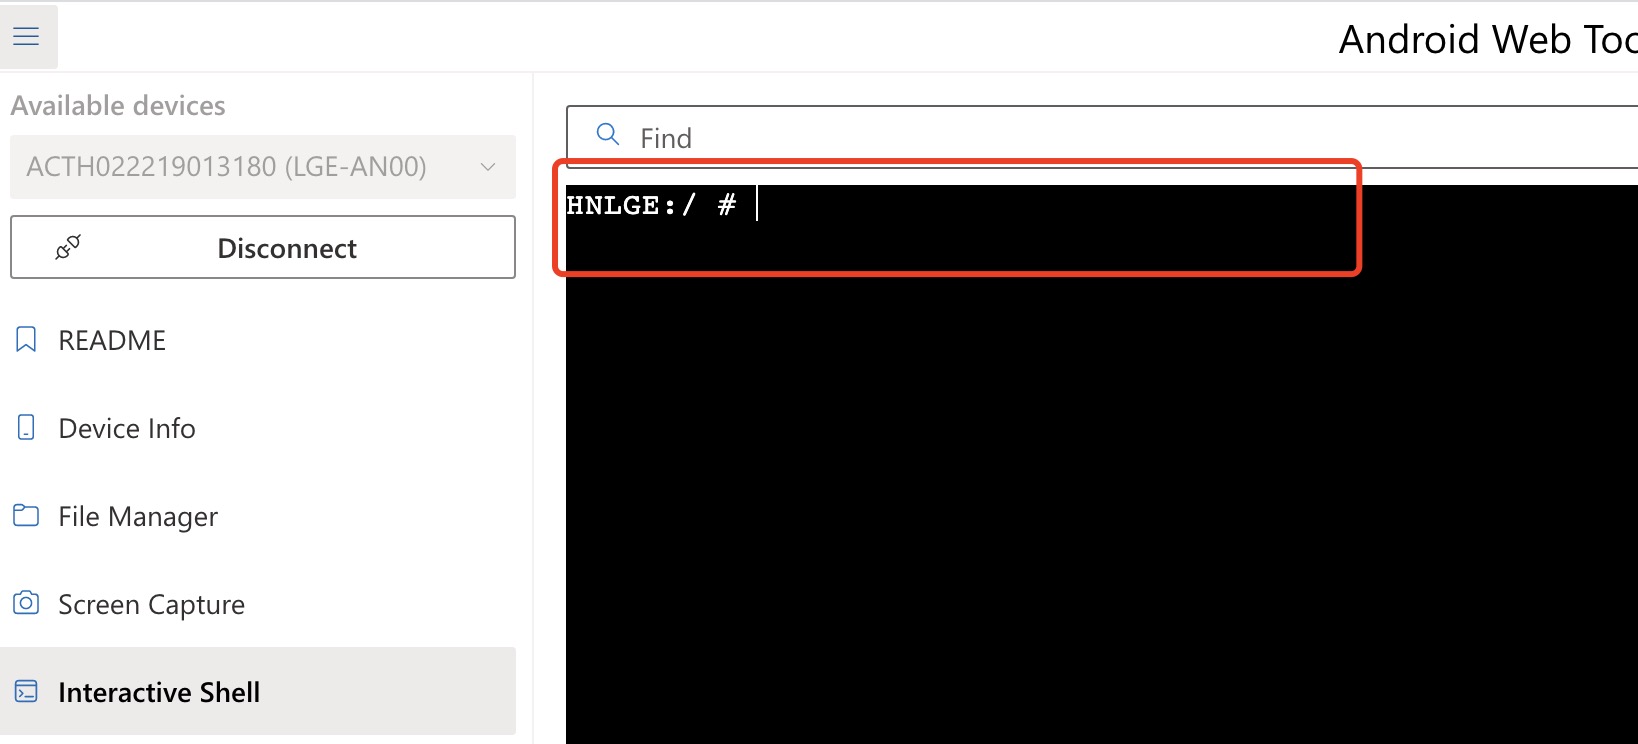 Android Web Too
Available devices
ACTH022219013180 (LGE-AN00)
Disconnect
README
Device Info
File Manager
Screen Capture
Interactive Shell
Find
HNLGE:/ #